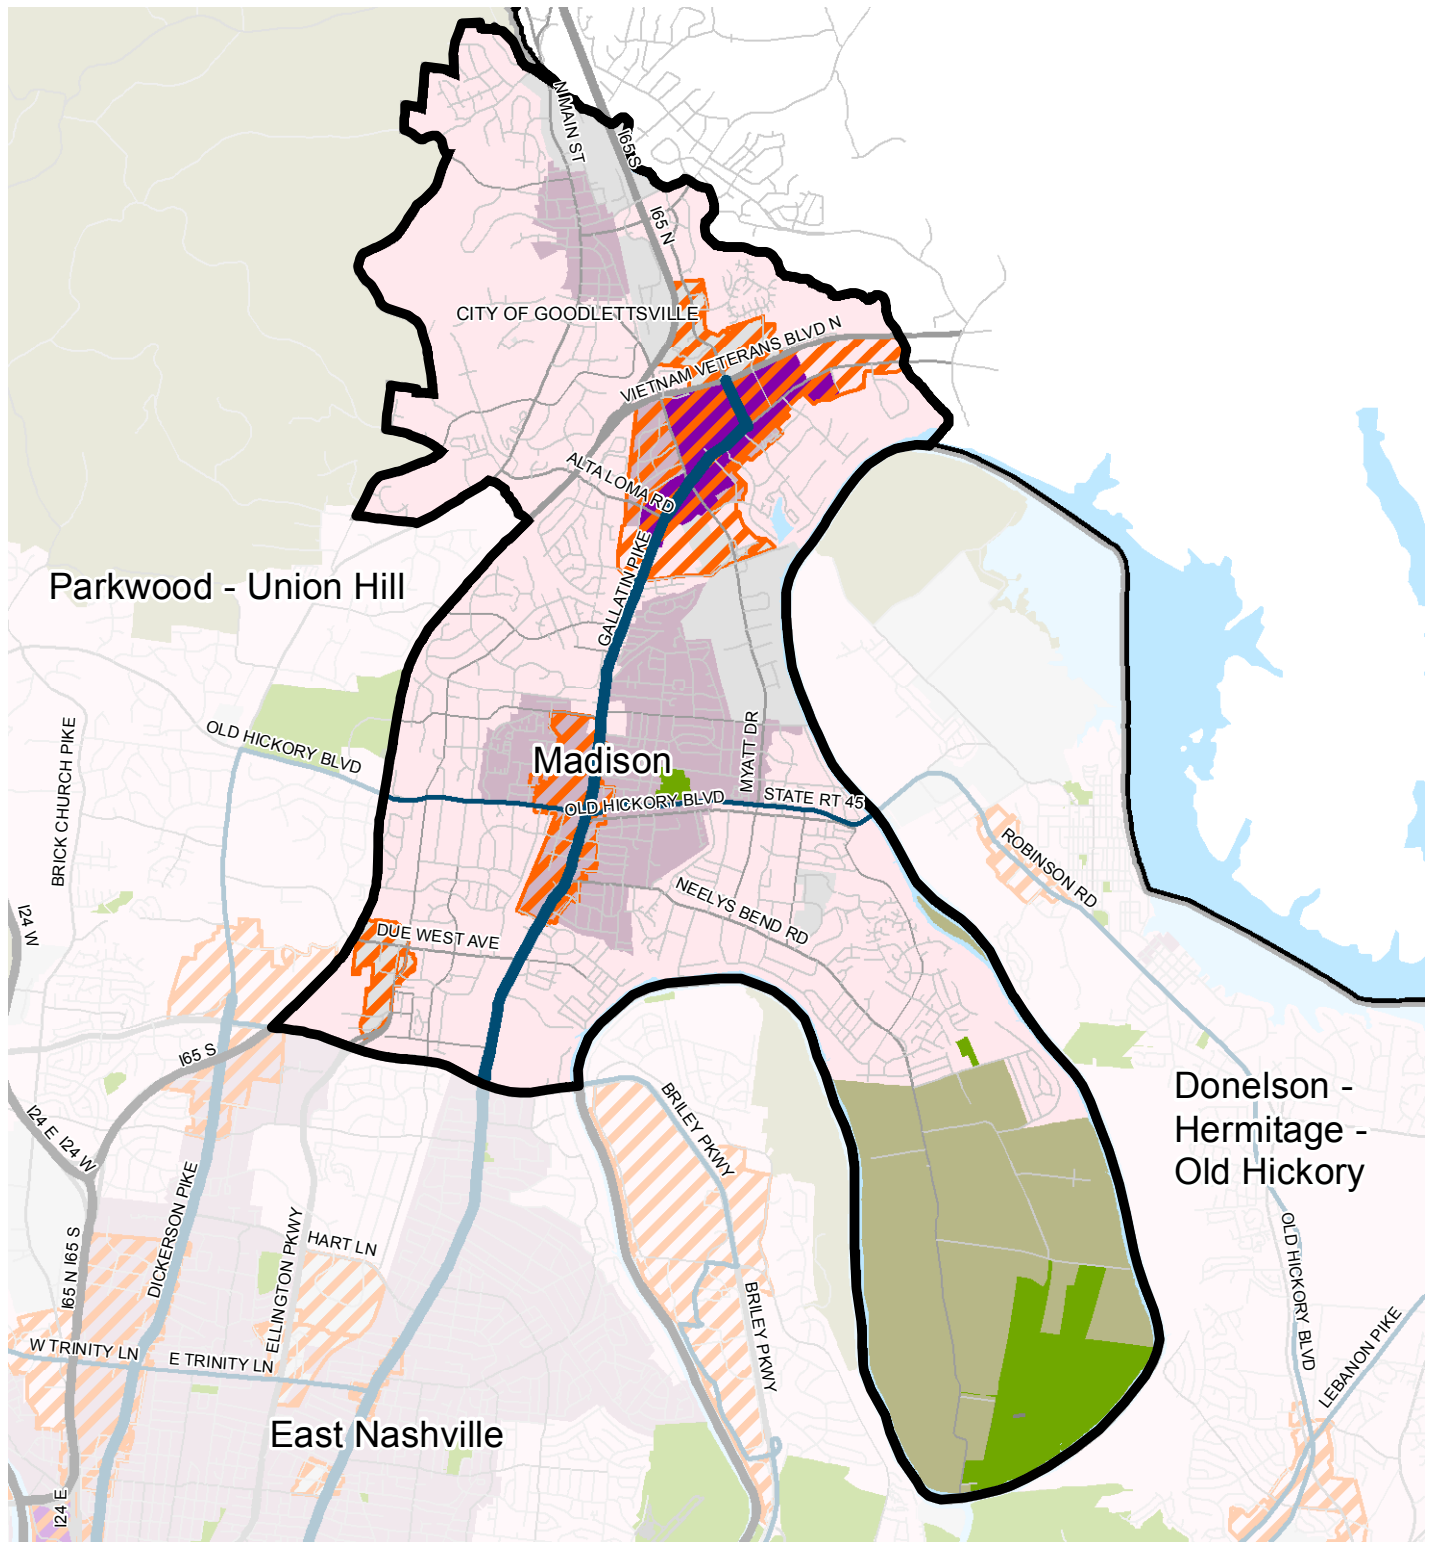 N MAIN ST
I65 S
I65 N
CITY OF GOODLETTSVILLE
VIETNAM VETERANS BLVD N
ALTA LOMA RD
GALLATIN PIKE
Parkwood - Union Hill
OLD HICKORY BLVD
BRICK CHURCH PIKE
Madison
MYATT DR
OLD HICKORY BLVD
STATE RT 45
ROBINSON RD
NEELYS BEND RD
I24 W
DUE WEST AVE
I65 S
I24 E I24 W
BRILEY PKWY
Donelson -
Hermitage -
Old Hickory
DICKERSON PIKE
ELLINGTON PKWY
HART LN
I65 N I65 S
BRILEY PKWY
OLD HICKORY BLVD
LEBANON PIKE
W TRINITY LN
E TRINITY LN
East Nashville
I24 E